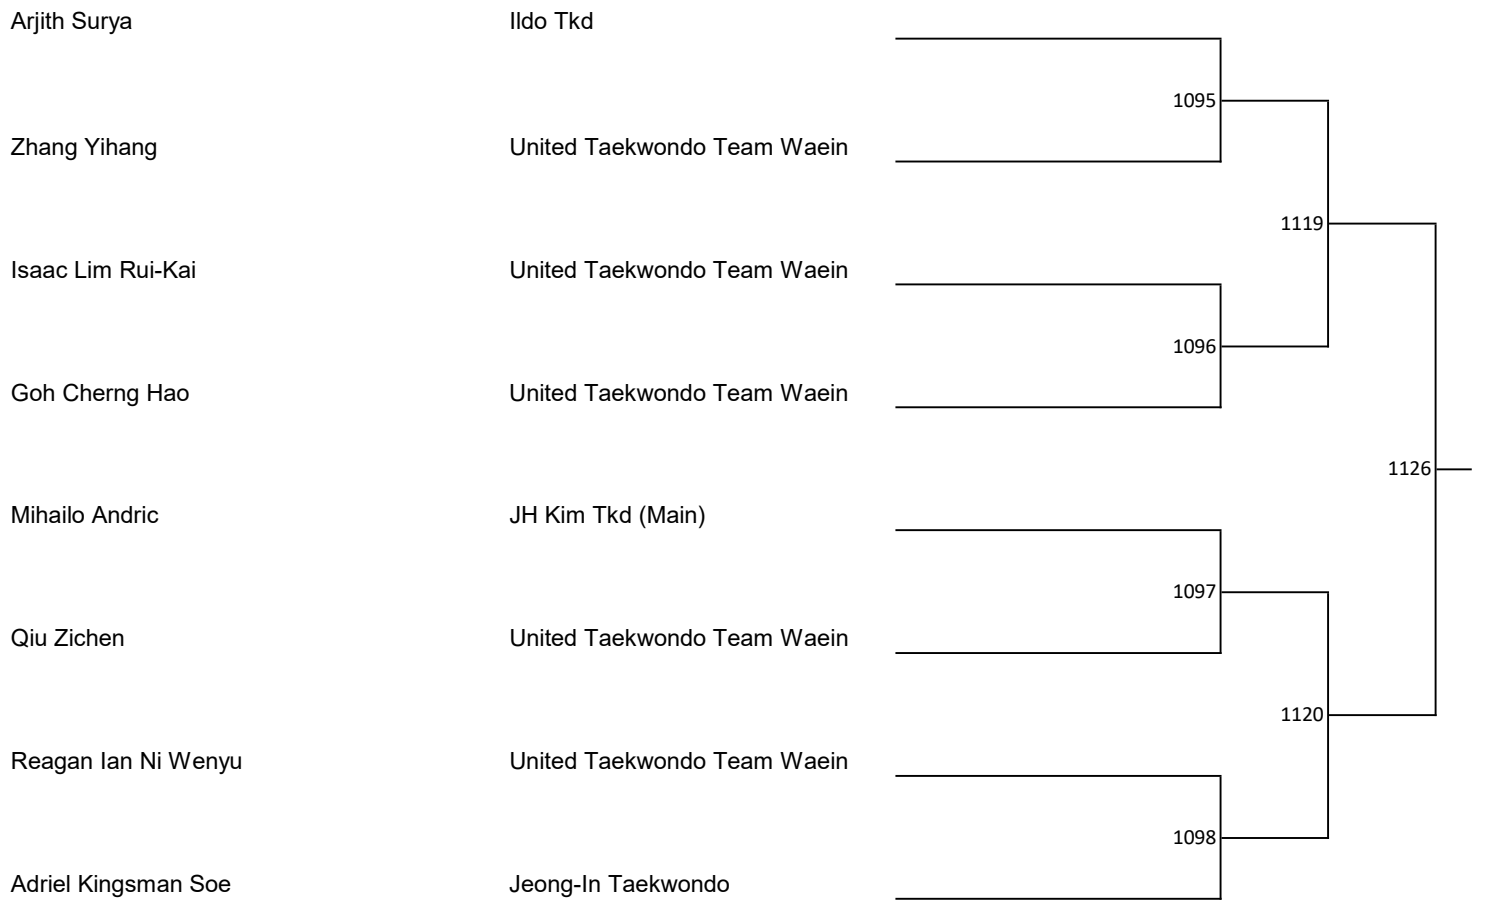 Arjith Surya Ildo Tkd
1095
Zhang Yihang United Taekwondo Team Waein
1119
Isaac Lim Rui-Kai United Taekwondo Team Waein
1096
Goh Cherng Hao United Taekwondo Team Waein
1126
Mihailo Andric JH Kim Tkd (Main)
1097
Qiu Zichen United Taekwondo Team Waein
1120
Reagan Ian Ni Wenyu United Taekwondo Team Waein
1098
Adriel Kingsman Soe Jeong-In Taekwondo